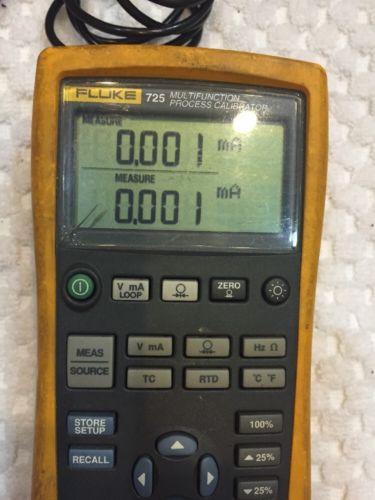 FLUKE 725 MULTIFUNCTION PROCESS CALIBRATOR
MEASURE
0.001 mA
MEASURE
0.001 mA
V mA LOOP
ZERO
MEAS SOURCE
V mA
Hz Ω
TC
RTD
°C °F
STORE SETUP
100%
RECALL
▲ 25%
▼ 25%